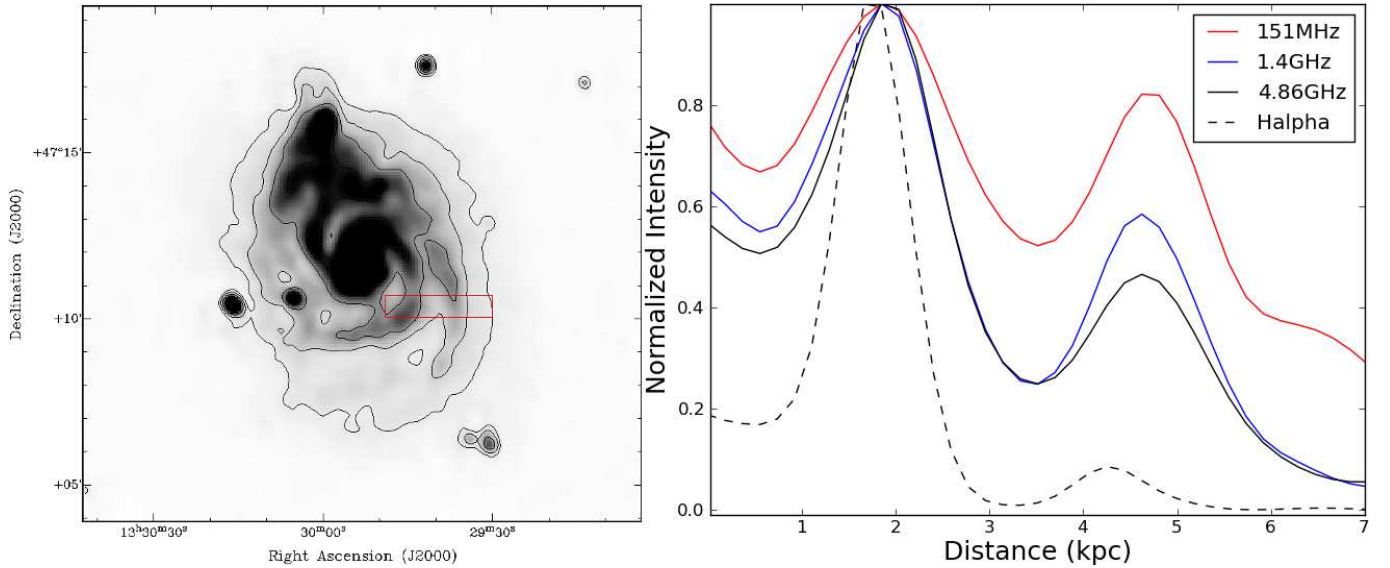 +47°15'
+10'
+05'
Declination (J2000)
13ʰ30ᵐ30ˢ
30ᵐ00ˢ
29ᵐ30ˢ
Right Ascension (J2000)
151MHz
1.4GHz
4.86GHz
Halpha
0.8
0.6
0.4
0.2
0.0
Normalized Intensity
1 2 3 4 5 6 7
Distance (kpc)